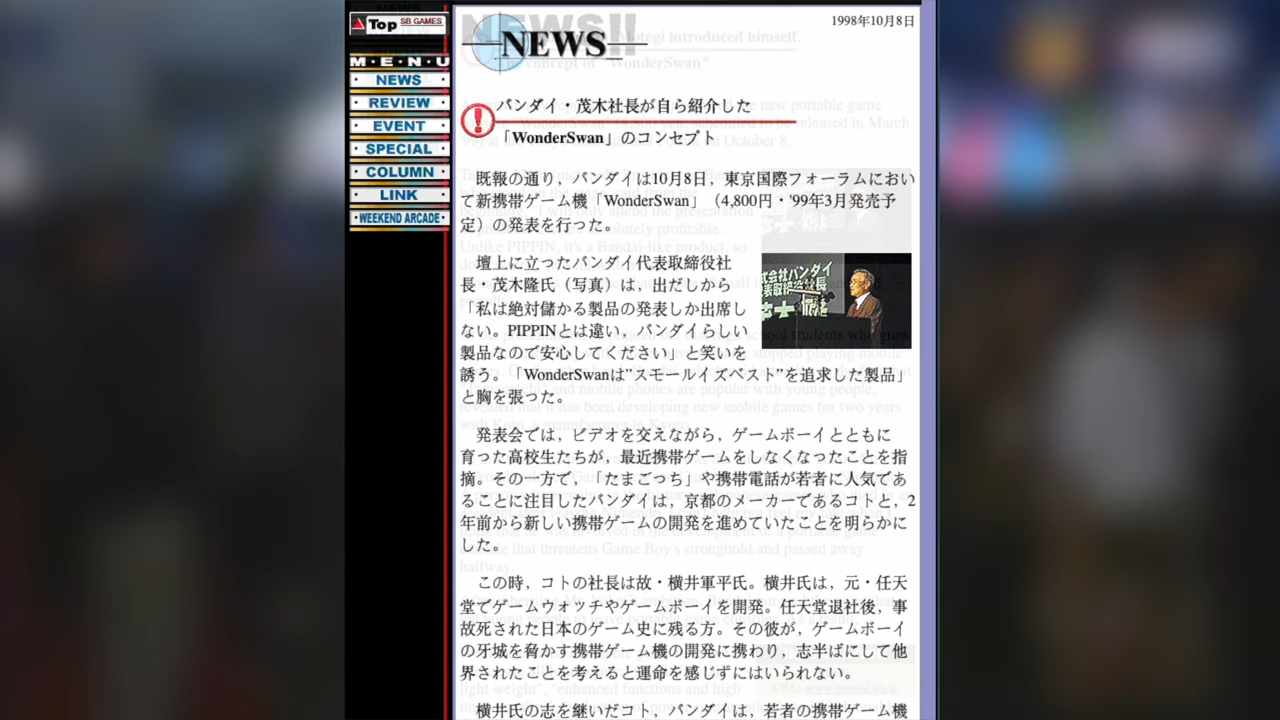 Top SB GAMES
M・E・N・U
・ NEWS ・
・ REVIEW ・
・ EVENT ・
・ SPECIAL ・
・ COLUMN ・
・ LINK ・
・WEEKEND ARCADE・
1998年10月8日
NEWS!!
NEWS
Motegi introduced himself.
The concept of "WonderSwan"
バンダイ・茂木社長が自ら紹介した
「WonderSwan」のコンセプト
既報の通り，バンダイは10月8日，東京国際フォーラムにおい
て新携帯ゲーム機「WonderSwan」（4,800円・'99年3月発売予
定）の発表を行った。
壇上に立ったバンダイ代表取締役社
長・茂木隆氏（写真）は，出だしから
「私は絶対儲かる製品の発表しか出席し
ない。PIPPINとは違い，バンダイらしい
製品なので安心してください」と笑いを
誘う。「WonderSwanは"スモールイズベスト"を追求した製品」
と胸を張った。
発表会では，ビデオを交えながら，ゲームボーイとともに
育った高校生たちが，最近携帯ゲームをしなくなったことを指
摘。その一方で，「たまごっち」や携帯電話が若者に人気であ
ることに注目したバンダイは，京都のメーカーであるコトと，2
年前から新しい携帯ゲームの開発を進めていたことを明らかに
した。
この時，コトの社長は故・横井軍平氏。横井氏は，元・任天
堂でゲームウォッチやゲームボーイを開発。任天堂退社後，事
故死された日本のゲーム史に残る方。その彼が，ゲームボーイ
の牙城を脅かす携帯ゲーム機の開発に携わり，志半ばにして他
界されたことを考えると運命を感じずにはいられない。
横井氏の志を継いだコト，バンダイは，若者の携帯ゲーム機